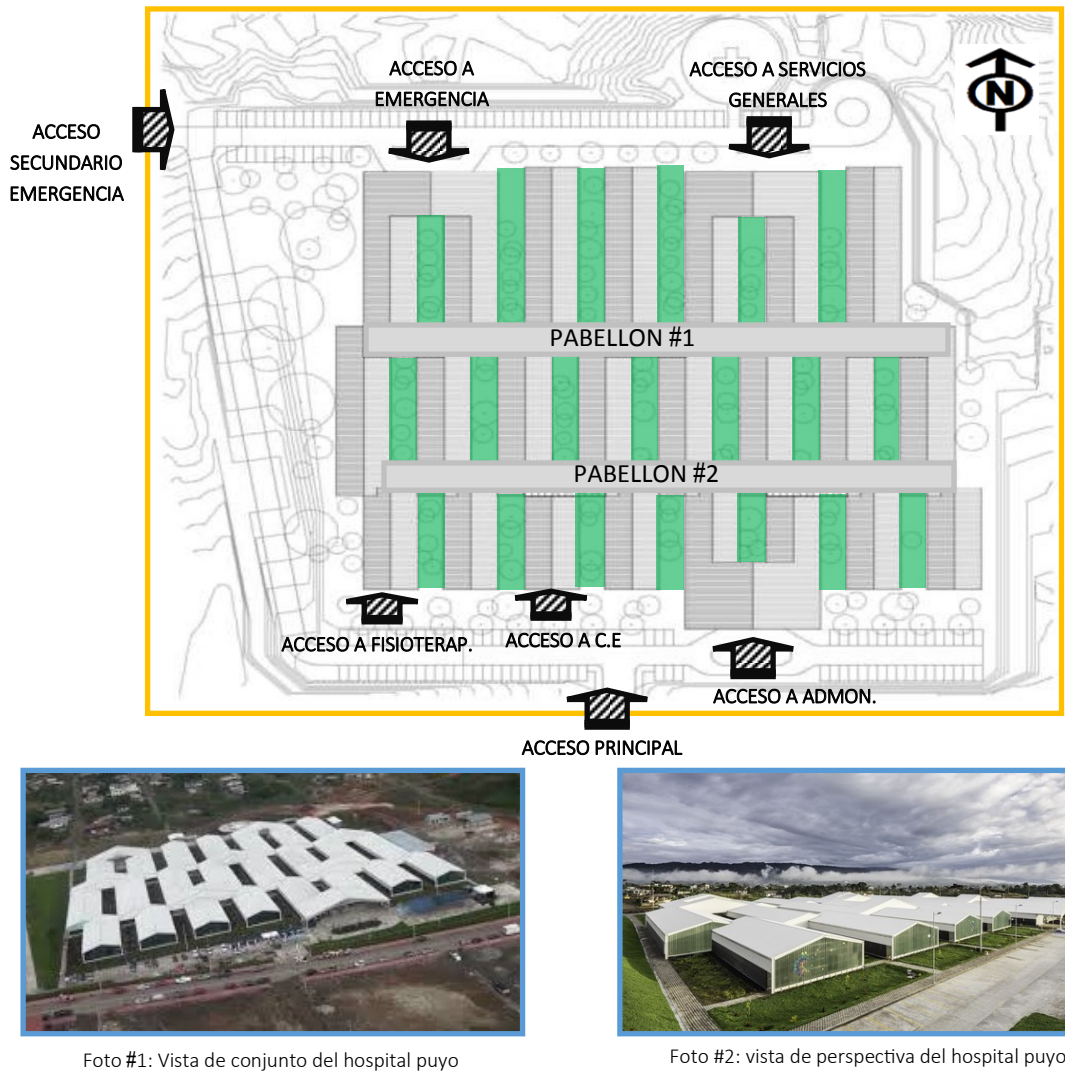 ACCESO A
EMERGENCIA
ACCESO A SERVICIOS
GENERALES
N
ACCESO
SECUNDARIO
EMERGENCIA
PABELLON #1
PABELLON #2
ACCESO A FISIOTERAP.
ACCESO A C.E
ACCESO A ADMON.
ACCESO PRINCIPAL
Foto #1: Vista de conjunto del hospital puyo
Foto #2: vista de perspectiva del hospital puyo